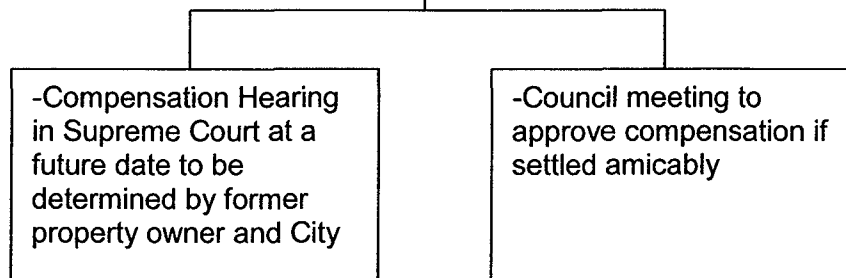 -Compensation Hearing
in Supreme Court at a
future date to be
determined by former
property owner and City
-Council meeting to
approve compensation if
settled amicably